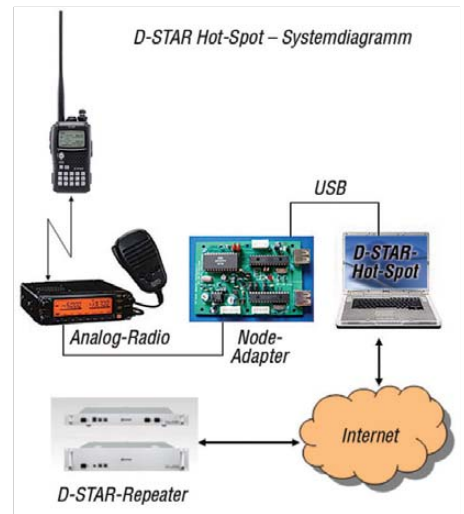 D-STAR Hot-Spot – Systemdiagramm
USB
D-STAR-
Hot-Spot
Analog-Radio
Node-
Adapter
Internet
D-STAR-Repeater